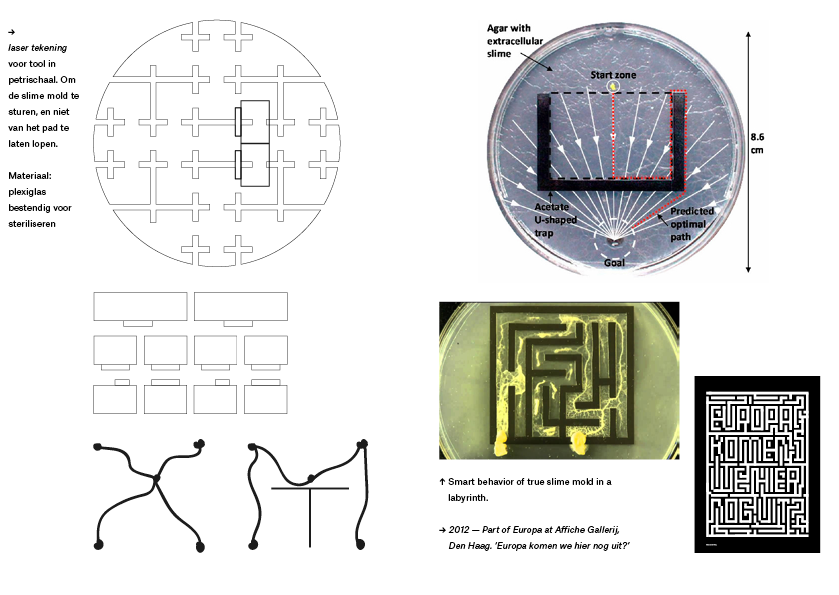 →
laser tekening
voor tool in
petrischaal. Om
de slime mold te
sturen, en niet
van het pad te
laten lopen.
Materiaal:
plexiglas
bestendig voor
steriliseren
Agar with
extracellular
slime
Start zone
8.6
cm
Acetate
U-shaped
trap
Predicted
optimal
path
Goal
↑ Smart behavior of true slime mold in a
labyrinth.
→ 2012 — Part of Europa at Affiche Gallerij,
Den Haag. 'Europa komen we hier nog uit?'
EUROPA,
KOMEN
WE HIER
NOG UIT?